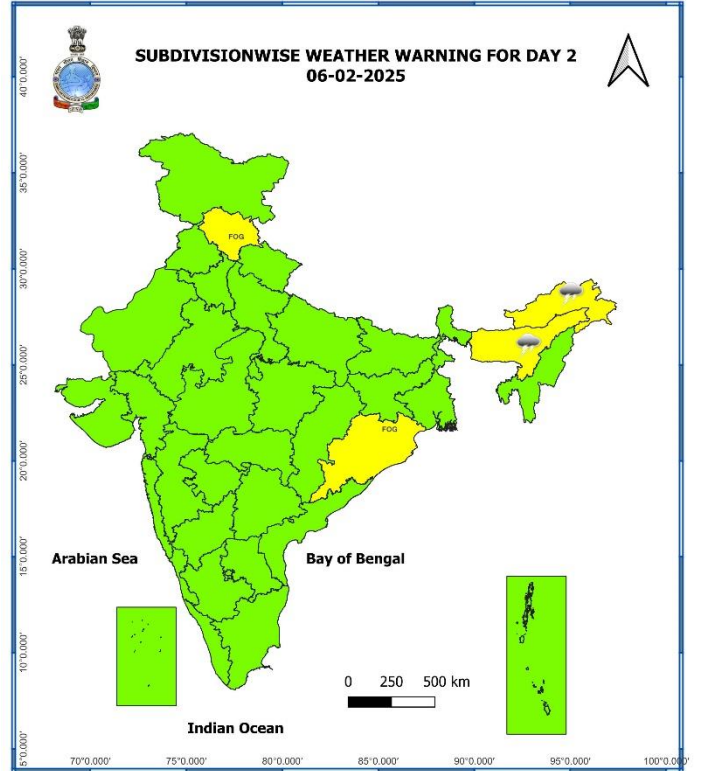 SUBDIVISIONWISE WEATHER WARNING FOR DAY 2
06-02-2025
40°0.000'
35°0.000'
30°0.000'
25°0.000'
20°0.000'
15°0.000'
10°0.000'
5°0.000'
FOG
FOG
Arabian Sea
Bay of Bengal
0 250 500 km
Indian Ocean
70°0.000' 75°0.000' 80°0.000' 85°0.000' 90°0.000' 95°0.000' 100°0.000'